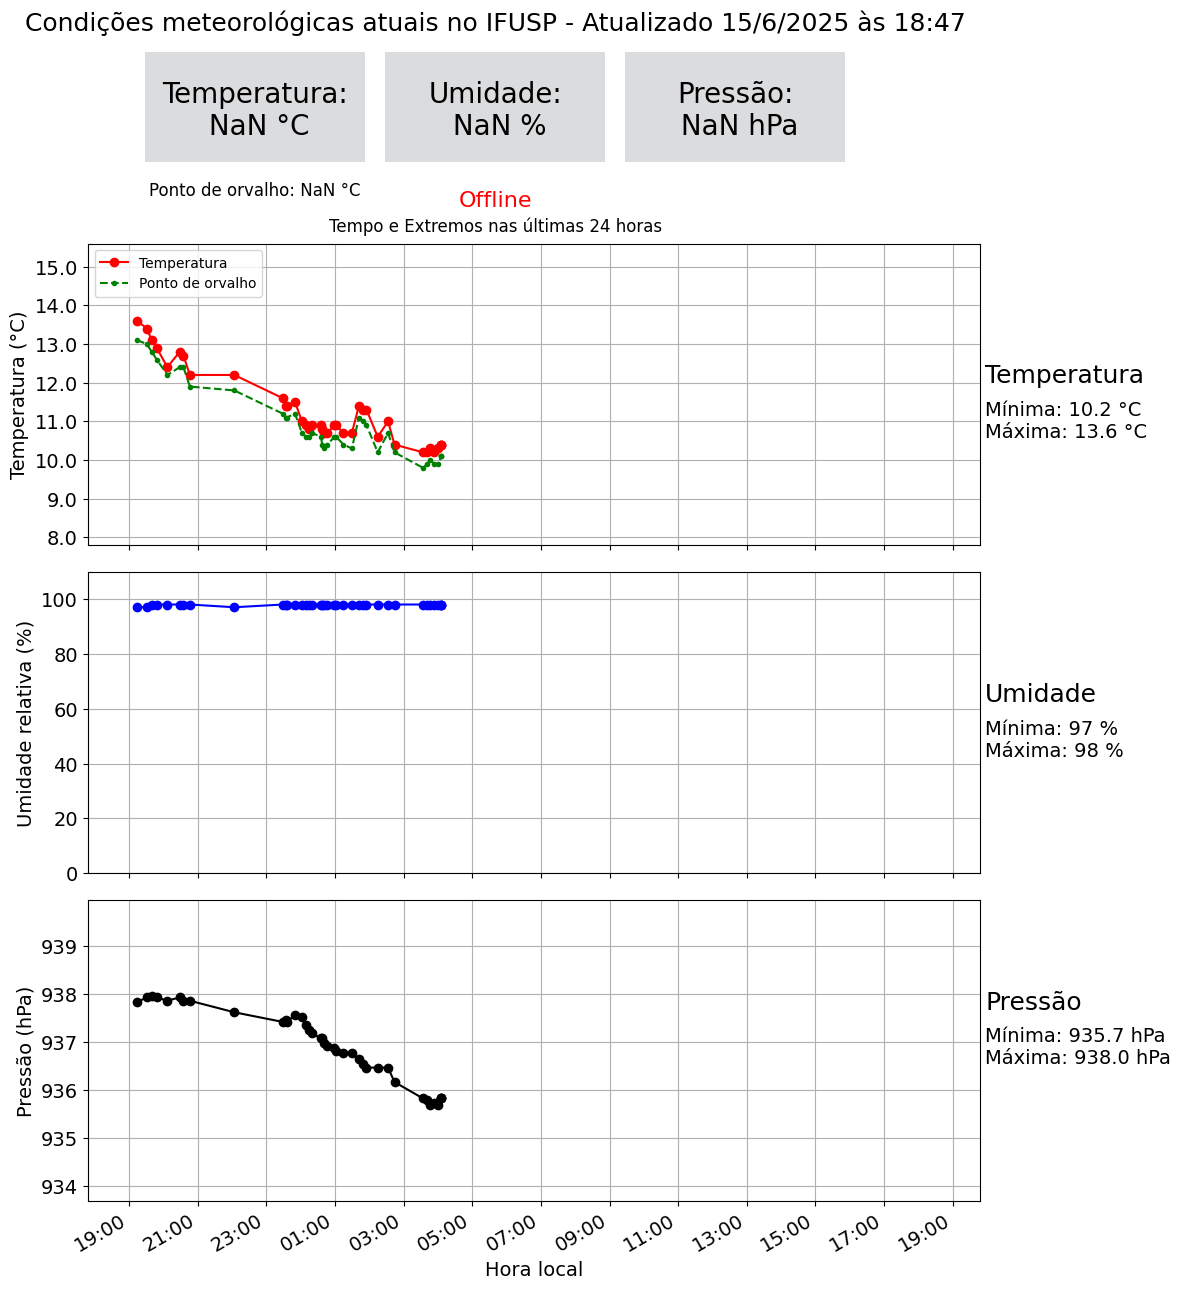 Condições meteorológicas atuais no IFUSP - Atualizado 15/6/2025 às 18:47
Temperatura:
NaN °C
Umidade:
NaN %
Pressão:
NaN hPa
Ponto de orvalho: NaN °C
Offline
Tempo e Extremos nas últimas 24 horas
Temperatura
Ponto de orvalho
Temperatura (°C)
15.0
14.0
13.0
12.0
11.0
10.0
9.0
8.0
Temperatura
Mínima: 10.2 °C
Máxima: 13.6 °C
Umidade relativa (%)
100
80
60
40
20
0
Umidade
Mínima: 97 %
Máxima: 98 %
Pressão (hPa)
939
938
937
936
935
934
Pressão
Mínima: 935.7 hPa
Máxima: 938.0 hPa
19:00 21:00 23:00 01:00 03:00 05:00 07:00 09:00 11:00 13:00 15:00 17:00 19:00
Hora local